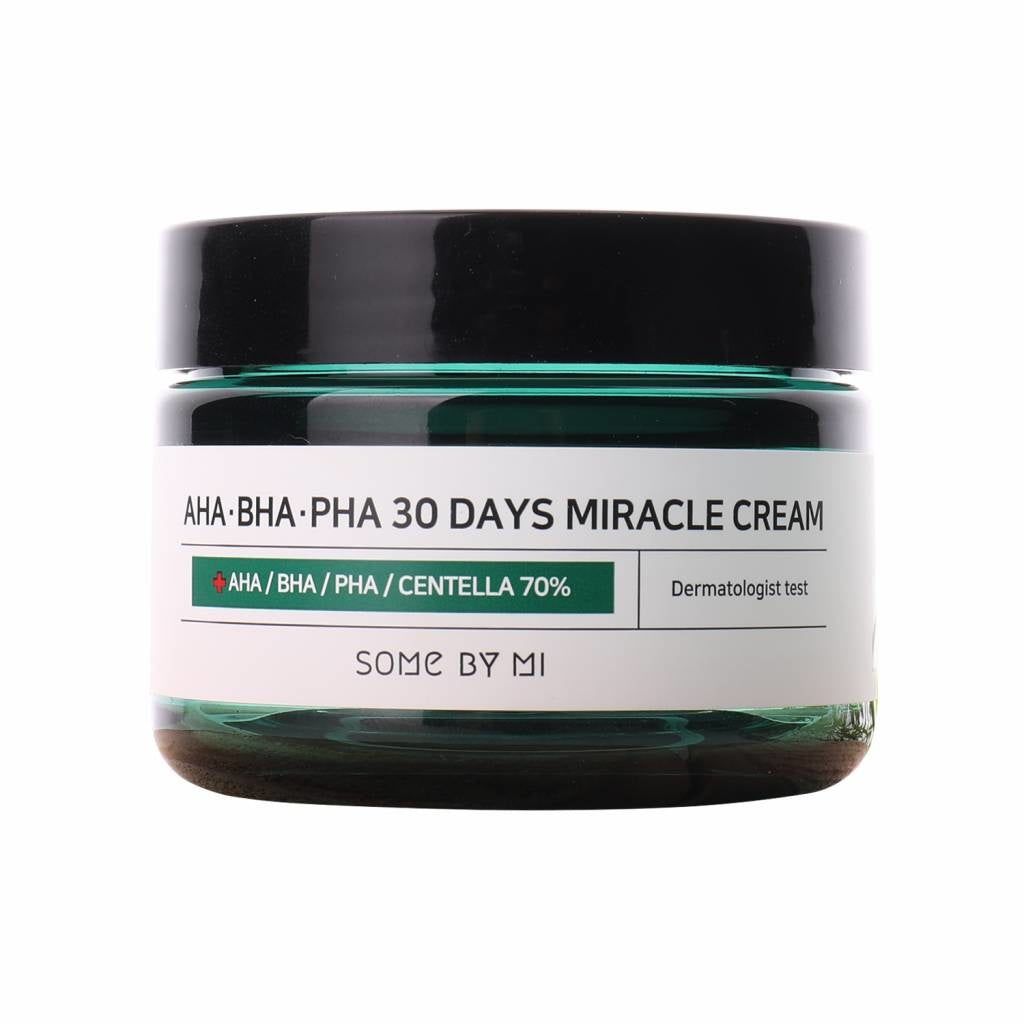 AHA·BHA·PHA 30 DAYS MIRACLE CREAM
AHA / BHA / PHA / CENTELLA 70%
Dermatologist test
SOME BY MI